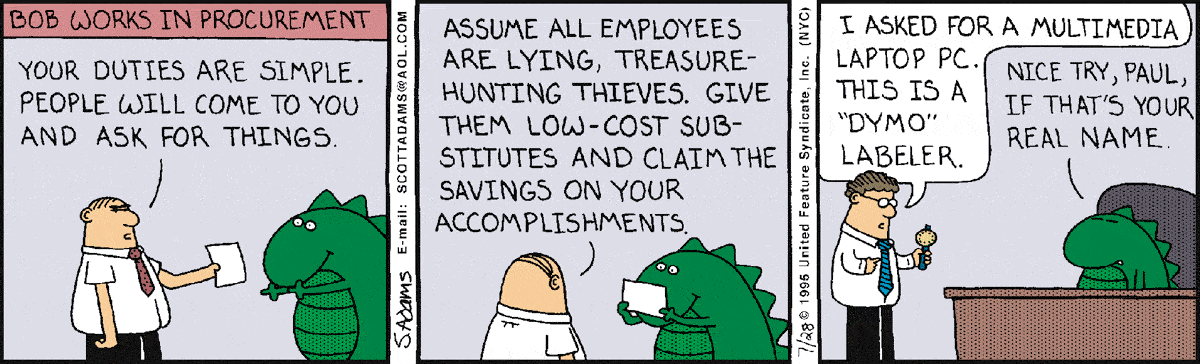 BOB WORKS IN PROCUREMENT
YOUR DUTIES ARE SIMPLE.
PEOPLE WILL COME TO YOU
AND ASK FOR THINGS.
S.ADAMS
E-mail: SCOTTADAMS@AOL.COM
ASSUME ALL EMPLOYEES
ARE LYING, TREASURE-
HUNTING THIEVES. GIVE
THEM LOW-COST SUB-
STITUTES AND CLAIM THE
SAVINGS ON YOUR
ACCOMPLISHMENTS.
7/28 © 1995 United Feature Syndicate, Inc. (NYC)
I ASKED FOR A MULTIMEDIA
LAPTOP PC.
THIS IS A
"DYMO"
LABELER.
NICE TRY, PAUL,
IF THAT'S YOUR
REAL NAME.